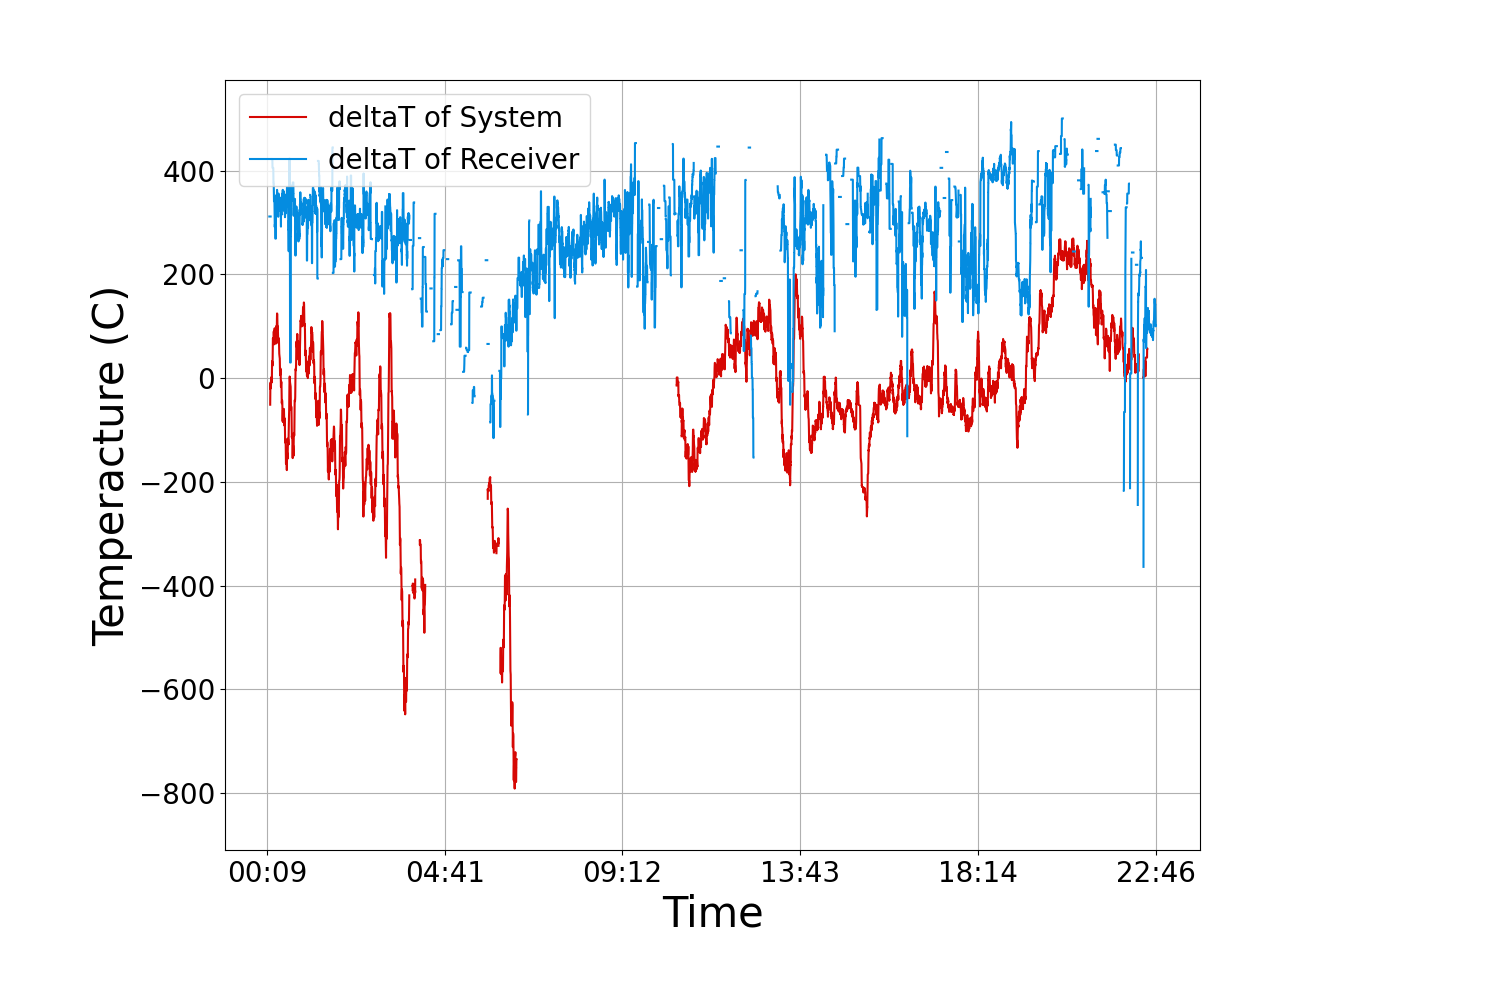 deltaT of System
deltaT of Receiver
Temperacture (C)
400
200
0
−200
−400
−600
−800
00:09 04:41 09:12 13:43 18:14 22:46
Time